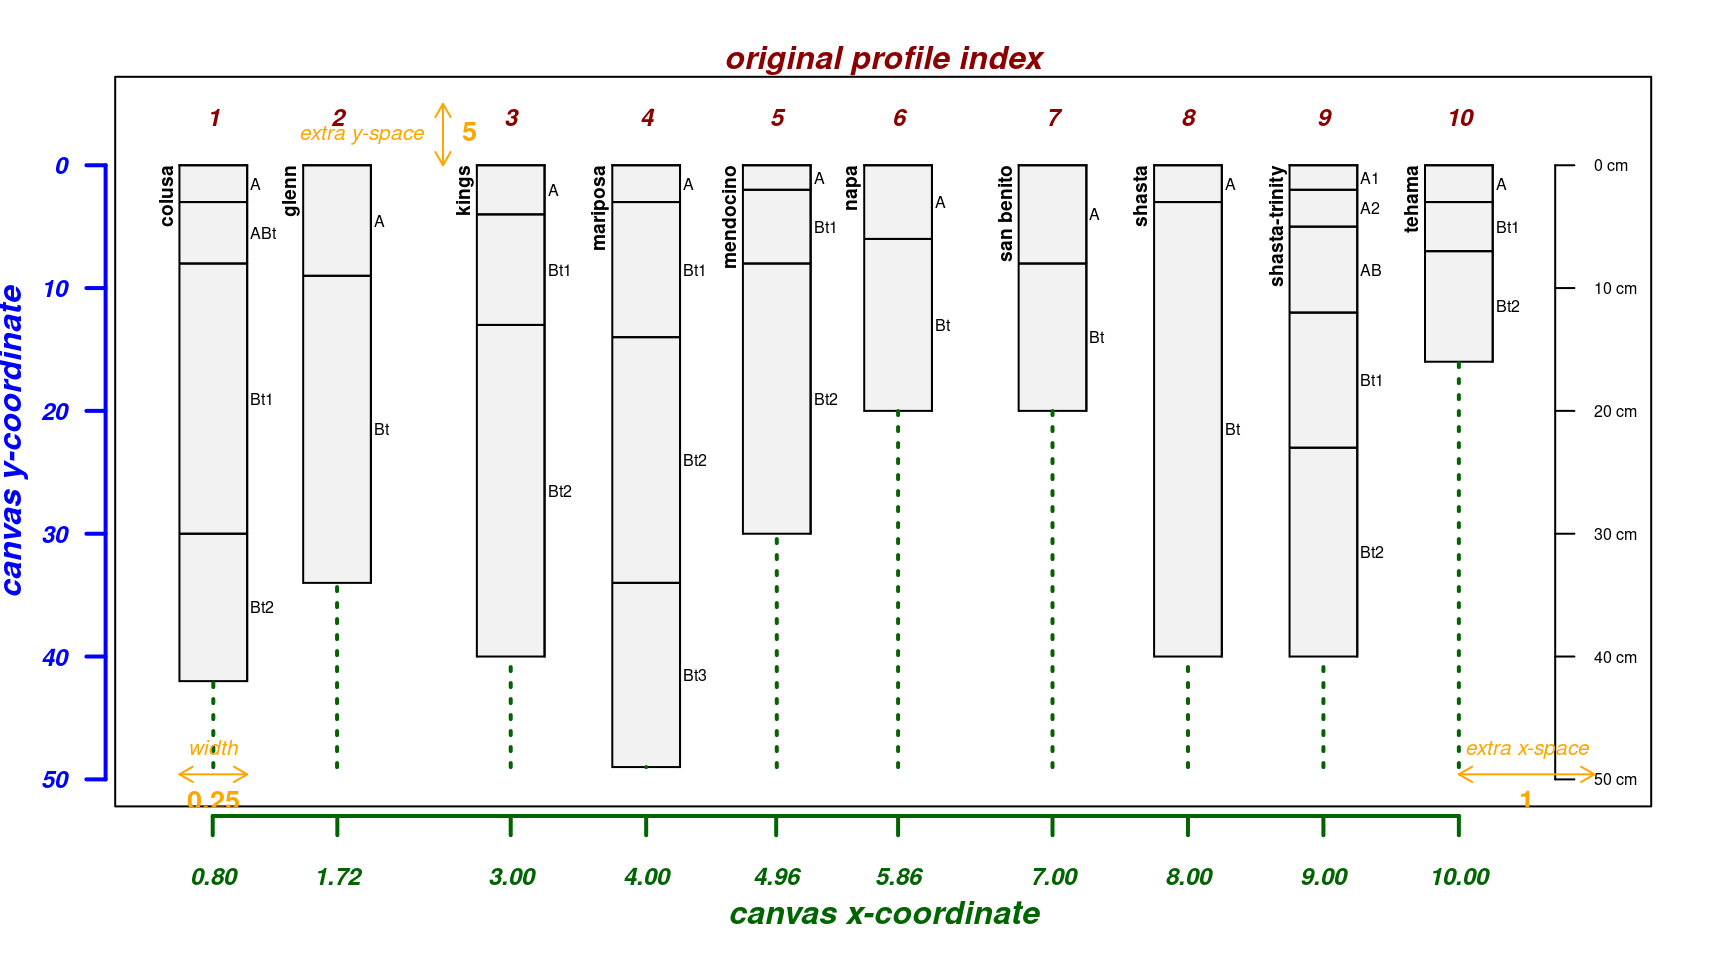 original profile index
1 2 3 4 5 6 7 8 9 10
extra y-space 5
canvas y-coordinate
0
10
20
30
40
50
colusa
A
ABt
Bt1
Bt2
glenn
A
Bt
kings
A
Bt1
Bt2
mariposa
A
Bt1
Bt2
Bt3
mendocino
A
Bt1
Bt2
napa
A
Bt
san benito
A
Bt
shasta
A
Bt
shasta-trinity
A1
A2
AB
Bt1
Bt2
tehama
A
Bt1
Bt2
0 cm
10 cm
20 cm
30 cm
40 cm
50 cm
width
0.25
extra x-space
1
0.80 1.72 3.00 4.00 4.96 5.86 7.00 8.00 9.00 10.00
canvas x-coordinate